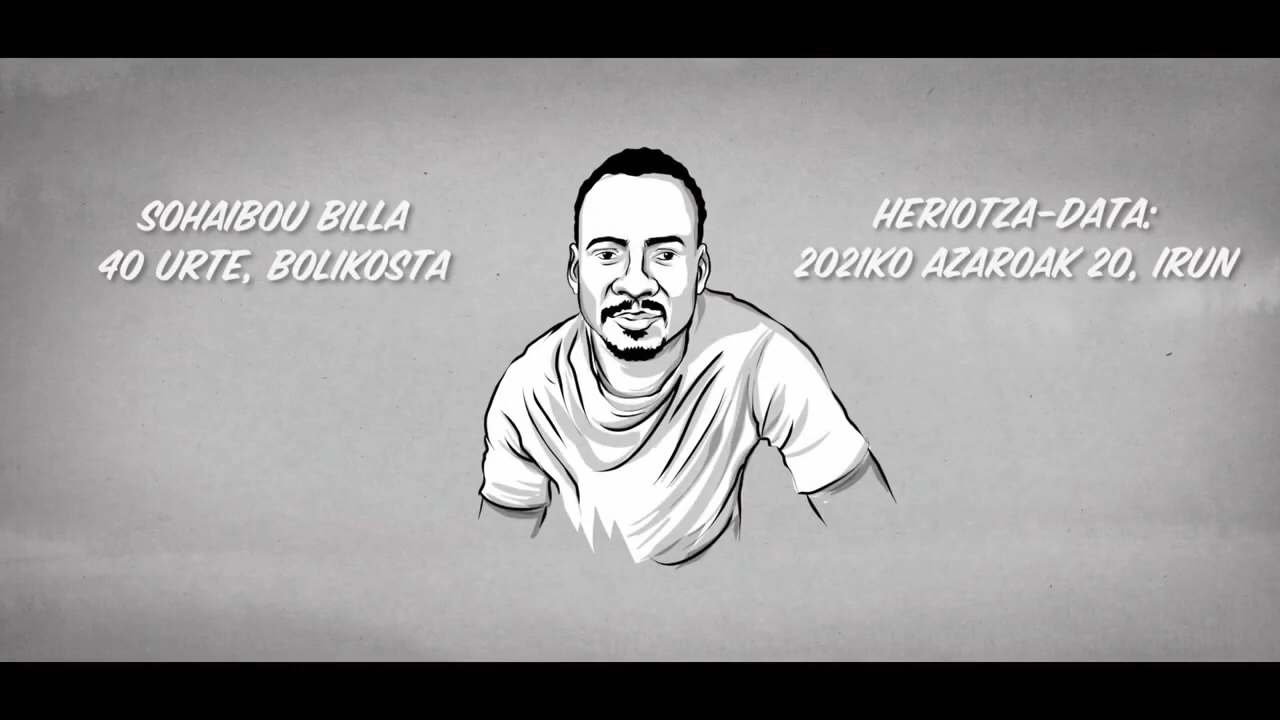 SOHAIBOU BILLA
40 URTE, BOLIKOSTA
HERIOTZA-DATA:
2021KO AZAROAK 20, IRUN